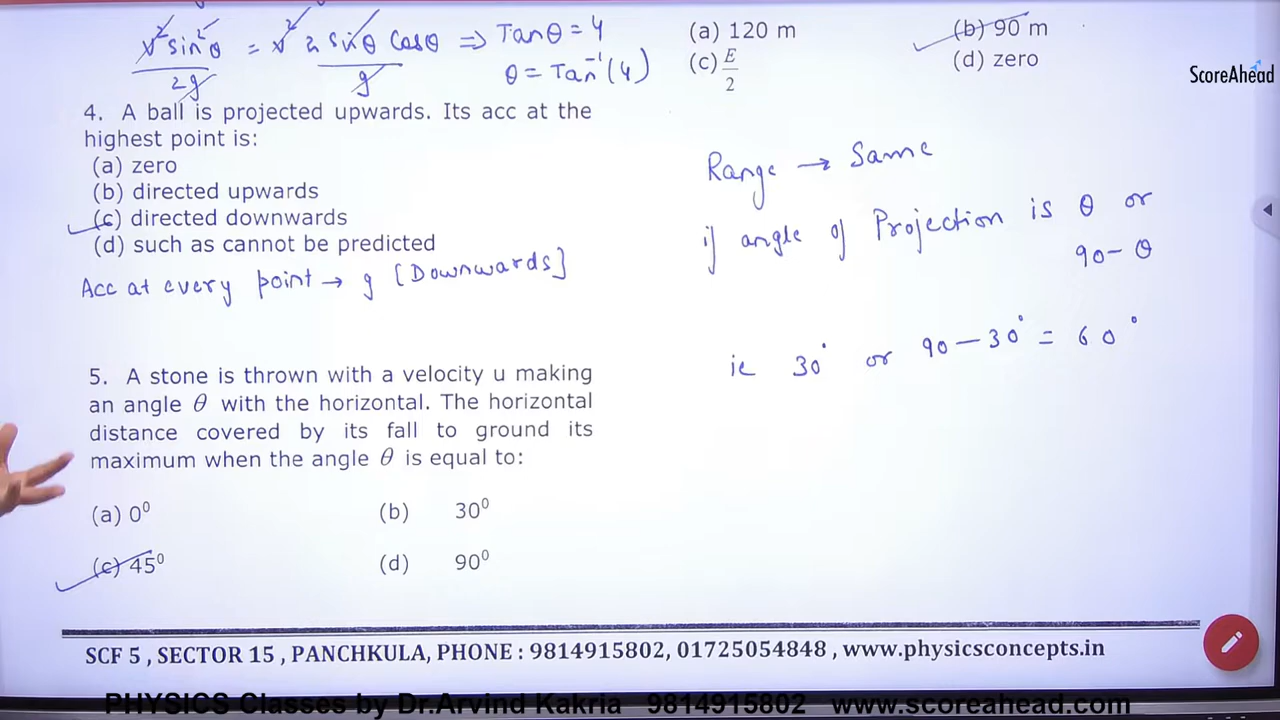 v² sin² θ / 2g = v² 2 sinθ cosθ / g ⇒ Tanθ = 4
θ = Tan⁻¹(4)
4. A ball is projected upwards. Its acc at the
highest point is:
(a) zero
(b) directed upwards
(c) directed downwards
(d) such as cannot be predicted
Acc at every point → g [Downwards]
5. A stone is thrown with a velocity u making
an angle θ with the horizontal. The horizontal
distance covered by its fall to ground its
maximum when the angle θ is equal to:
(a) 0⁰ (b) 30⁰
(c) 45⁰ (d) 90⁰
(a) 120 m (b) 90 m
(c) E/2 (d) zero
ScoreAhead
Range → Same
if angle of Projection is θ or
90 - θ
ie 30° or 90 - 30° = 60°
SCF 5 , SECTOR 15 , PANCHKULA, PHONE : 9814915802, 01725054848 , www.physicsconcepts.in
PHYSICS Classes by Dr.Arvind Kakria 9814915802 www.scoreahead.com